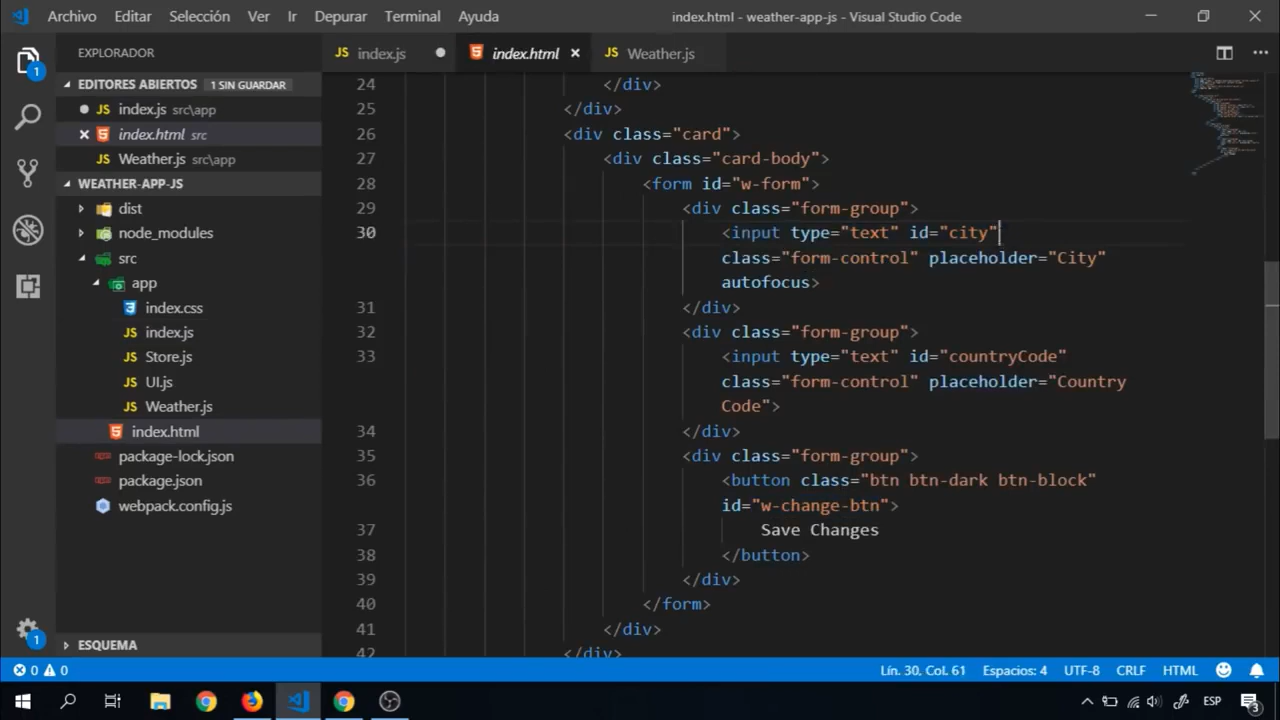 Archivo Editar Selección Ver Ir Depurar Terminal Ayuda index.html - weather-app-js - Visual Studio Code
EXPLORADOR
JS index.js
index.html
JS Weather.js
EDITORES ABIERTOS 1 SIN GUARDAR
JS index.js src\app
index.html src
JS Weather.js src\app
WEATHER-APP-JS
dist
node_modules
src
app
index.css
JS index.js
JS Store.js
JS UI.js
JS Weather.js
index.html
package-lock.json
package.json
webpack.config.js
ESQUEMA
1
1
24 </div>
25 </div>
26 <div class="card">
27 <div class="card-body">
28 <form id="w-form">
29 <div class="form-group">
30 <input type="text" id="city"
class="form-control" placeholder="City"
autofocus>
31 </div>
32 <div class="form-group">
33 <input type="text" id="countryCode"
class="form-control" placeholder="Country
Code">
34 </div>
35 <div class="form-group">
36 <button class="btn btn-dark btn-block"
id="w-change-btn">
37 Save Changes
38 </button>
39 </div>
40 </form>
41 </div>
42 </div>
0 0 Lín. 30, Col. 61 Espacios: 4 UTF-8 CRLF HTML
ESP 3